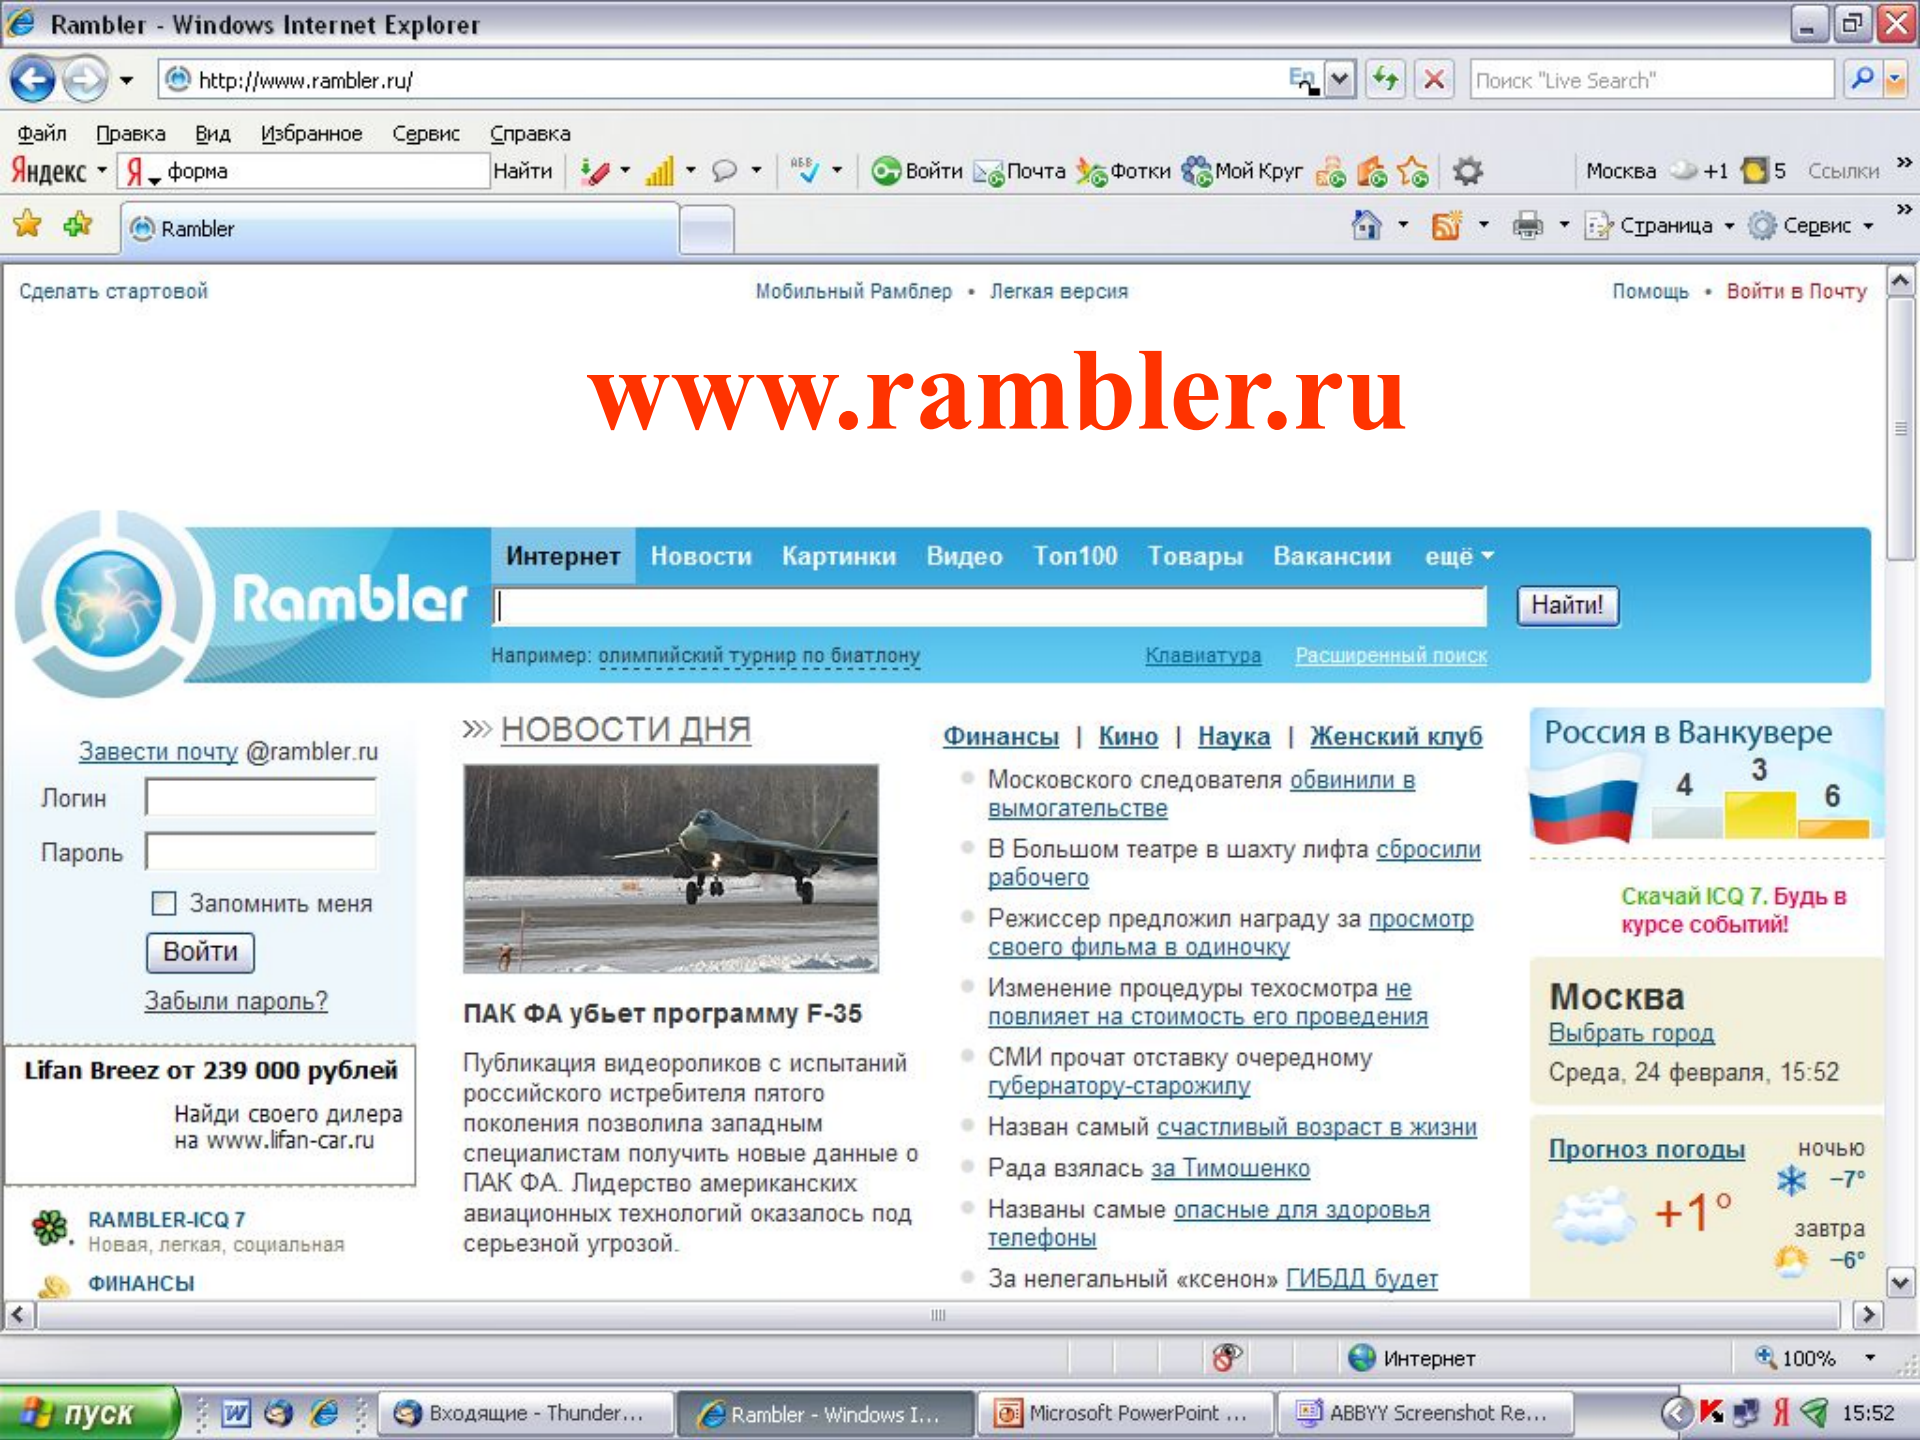 Rambler - Windows Internet Explorer
http://www.rambler.ru/
En
Поиск "Live Search"
Файл Правка Вид Избранное Сервис Справка
Яндекс Я форма Найти АБВ Войти Почта Фотки Мой Круг Москва +1 5 Ссылки »
Rambler
Страница Сервис »
Сделать стартовой
Мобильный Рамблер • Легкая версия
Помощь • Войти в Почту
www.rambler.ru
Rambler
Интернет Новости Картинки Видео Топ100 Товары Вакансии ещё
Найти!
Например: олимпийский турнир по биатлону
Клавиатура Расширенный поиск
Завести почту @rambler.ru
Логин
Пароль
Запомнить меня
Войти
Забыли пароль?
Lifan Breez от 239 000 рублей
Найди своего дилера
на www.lifan-car.ru
RAMBLER-ICQ 7
Новая, легкая, социальная
ФИНАНСЫ
НОВОСТИ ДНЯ
ПАК ФА убьет программу F-35
Публикация видеороликов с испытаний
российского истребителя пятого
поколения позволила западным
специалистам получить новые данные о
ПАК ФА. Лидерство американских
авиационных технологий оказалось под
серьезной угрозой.
Финансы | Кино | Наука | Женский клуб
Московского следователя обвинили в
вымогательстве
В Большом театре в шахту лифта сбросили
рабочего
Режиссер предложил награду за просмотр
своего фильма в одиночку
Изменение процедуры техосмотра не
повлияет на стоимость его проведения
СМИ прочат отставку очередному
губернатору-старожилу
Назван самый счастливый возраст в жизни
Рада взялась за Тимошенко
Названы самые опасные для здоровья
телефоны
За нелегальный «ксенон» ГИБДД будет
Россия в Ванкувере
4 3 6
Скачай ICQ 7. Будь в
курсе событий!
Москва
Выбрать город
Среда, 24 февраля, 15:52
Прогноз погоды
+1°
ночью
−7°
завтра
−6°
Интернет
100%
пуск
Входящие - Thunder...
Rambler - Windows I...
Microsoft PowerPoint ...
ABBYY Screenshot Re...
15:52